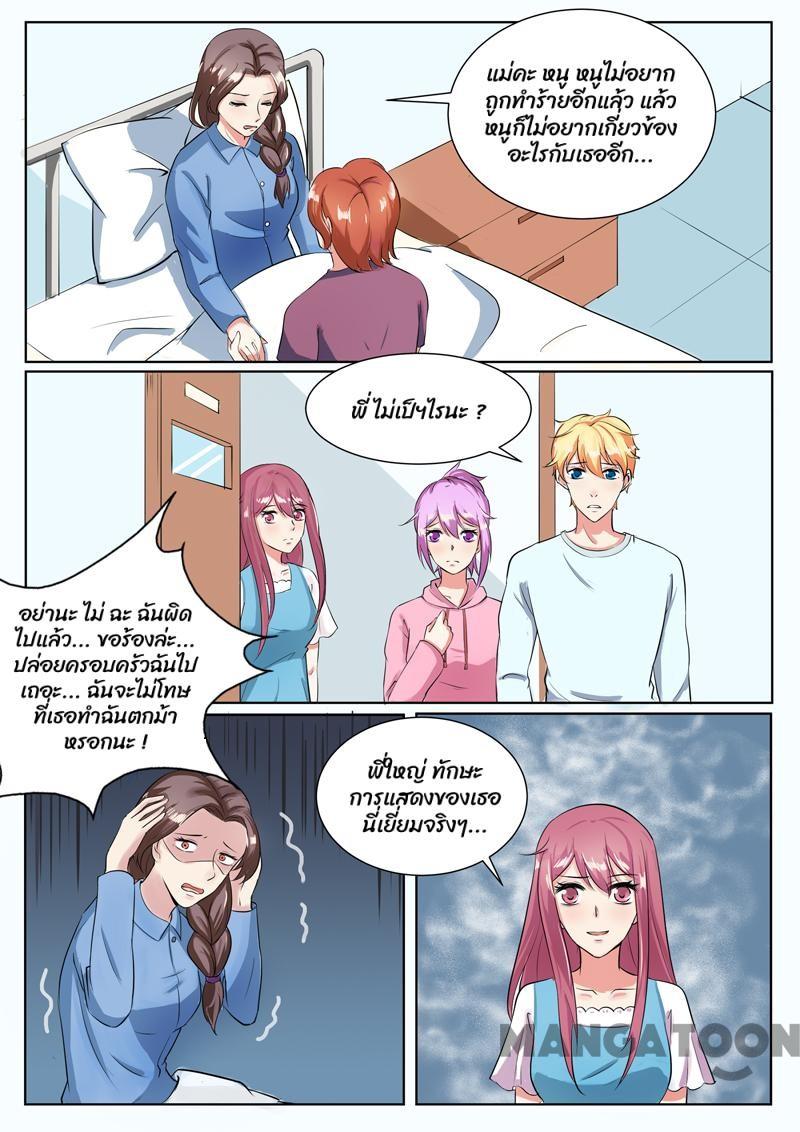 แม่คะ หนู หนูไม่อยาก
ถูกทำร้ายอีกแล้ว แล้ว
หนูก็ไม่อยากเกี่ยวข้อง
อะไรกับเธออีก...
พี่ ไม่เป็ฯไรนะ ?
อย่านะ ไม่ ฉะ ฉันผิด
ไปแล้ว... ขอร้องล่ะ...
ปล่อยครอบครัวฉันไป
เถอะ... ฉันจะไม่โทษ
ที่เธอทำฉันตกม้า
หรอกนะ !
พี่ใหญ่ ทักษะ
การแสดงของเธอ
นี่เยี่ยมจริงๆ...
MANGATOON